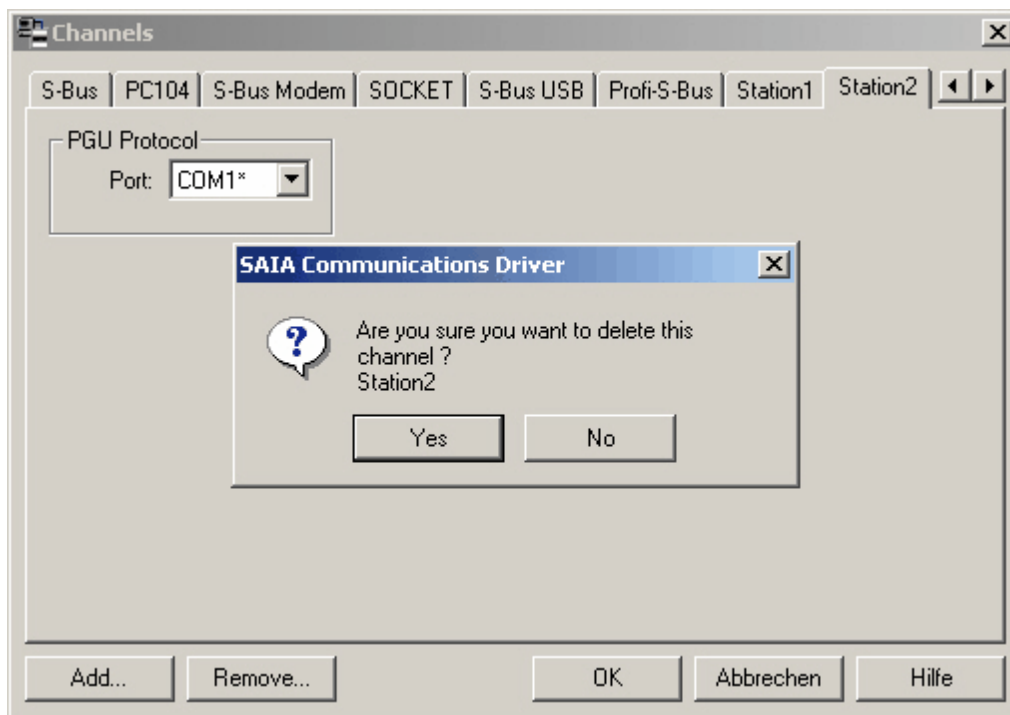 Channels
S-Bus PC104 S-Bus Modem SOCKET S-Bus USB Profi-S-Bus Station1 Station2
PGU Protocol
Port: COM1*
SAIA Communications Driver
Are you sure you want to delete this
channel ?
Station2
Yes No
Add... Remove... OK Abbrechen Hilfe